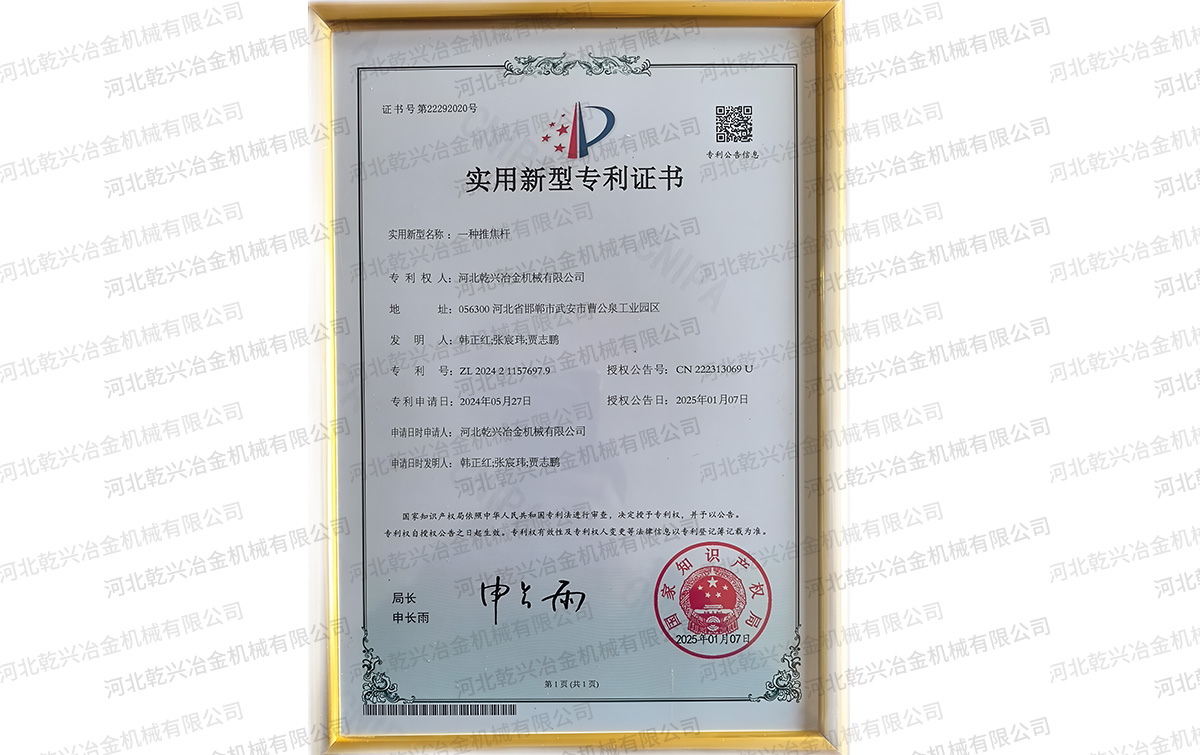 证书号第22292020号
专利公告信息
实用新型专利证书
实用新型名称：一种推焦杆
专利权人：河北乾兴冶金机械有限公司
地址：056300 河北省邯郸市武安市曹公泉工业园区
发明人：韩正红;张宸玮;贾志鹏
专利号：ZL 2024 2 1157697.9 授权公告号：CN 222313069 U
专利申请日：2024年05月27日 授权公告日：2025年01月07日
申请日时申请人：河北乾兴冶金机械有限公司
申请日时发明人：韩正红;张宸玮;贾志鹏
国家知识产权局依照中华人民共和国专利法进行审查，决定授予专利权，并予以公告。
专利权自授权公告之日起生效。专利权有效性及专利权人变更等法律信息以专利登记簿记载为准。
局长
申长雨
申长雨
国家知识产权局
2025年01月07日
第1页(共1页)
河北乾兴冶金机械有限公司
CNIPA